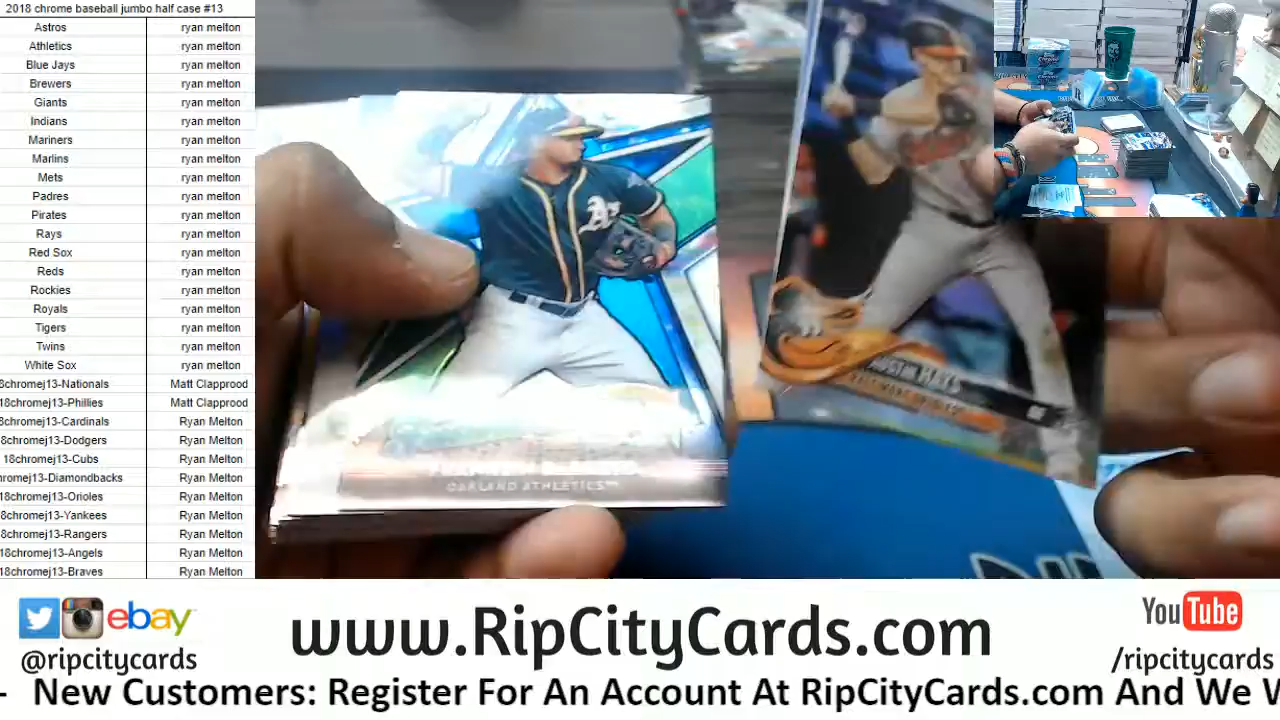 2018 chrome baseball jumbo half case #13
Astros ryan melton
Athletics ryan melton
Blue Jays ryan melton
Brewers ryan melton
Giants ryan melton
Indians ryan melton
Mariners ryan melton
Marlins ryan melton
Mets ryan melton
Padres ryan melton
Pirates ryan melton
Rays ryan melton
Red Sox ryan melton
Reds ryan melton
Rockies ryan melton
Royals ryan melton
Tigers ryan melton
Twins ryan melton
White Sox ryan melton
8chromej13-Nationals Matt Clapprood
18chromej13-Phillies Matt Clapprood
8chromej13-Cardinals Ryan Melton
8chromej13-Dodgers Ryan Melton
18chromej13-Cubs Ryan Melton
hromej13-Diamondbacks Ryan Melton
18chromej13-Orioles Ryan Melton
8chromej13-Yankees Ryan Melton
8chromej13-Rangers Ryan Melton
18chromej13-Angels Ryan Melton
18chromej13-Braves Ryan Melton
A's
OAKLAND ATHLETICS™
AUSTIN HAYS
BALTIMORE ORIOLES
ebay
@ripcitycards
www.RipCityCards.com
YouTube
/ripcitycards
- New Customers: Register For An Account At RipCityCards.com And We